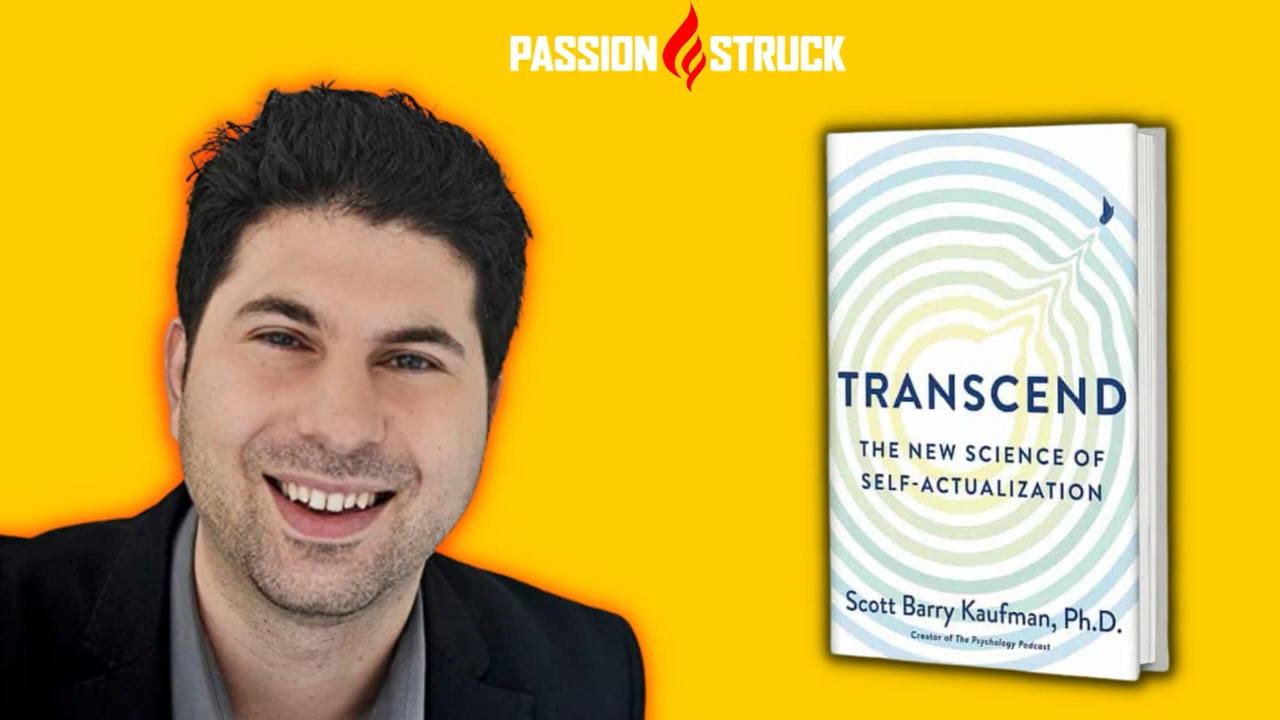 PASSION STRUCK
TRANSCEND
THE NEW SCIENCE OF
SELF-ACTUALIZATION
Scott Barry Kaufman, Ph.D.
Creator of The Psychology Podcast